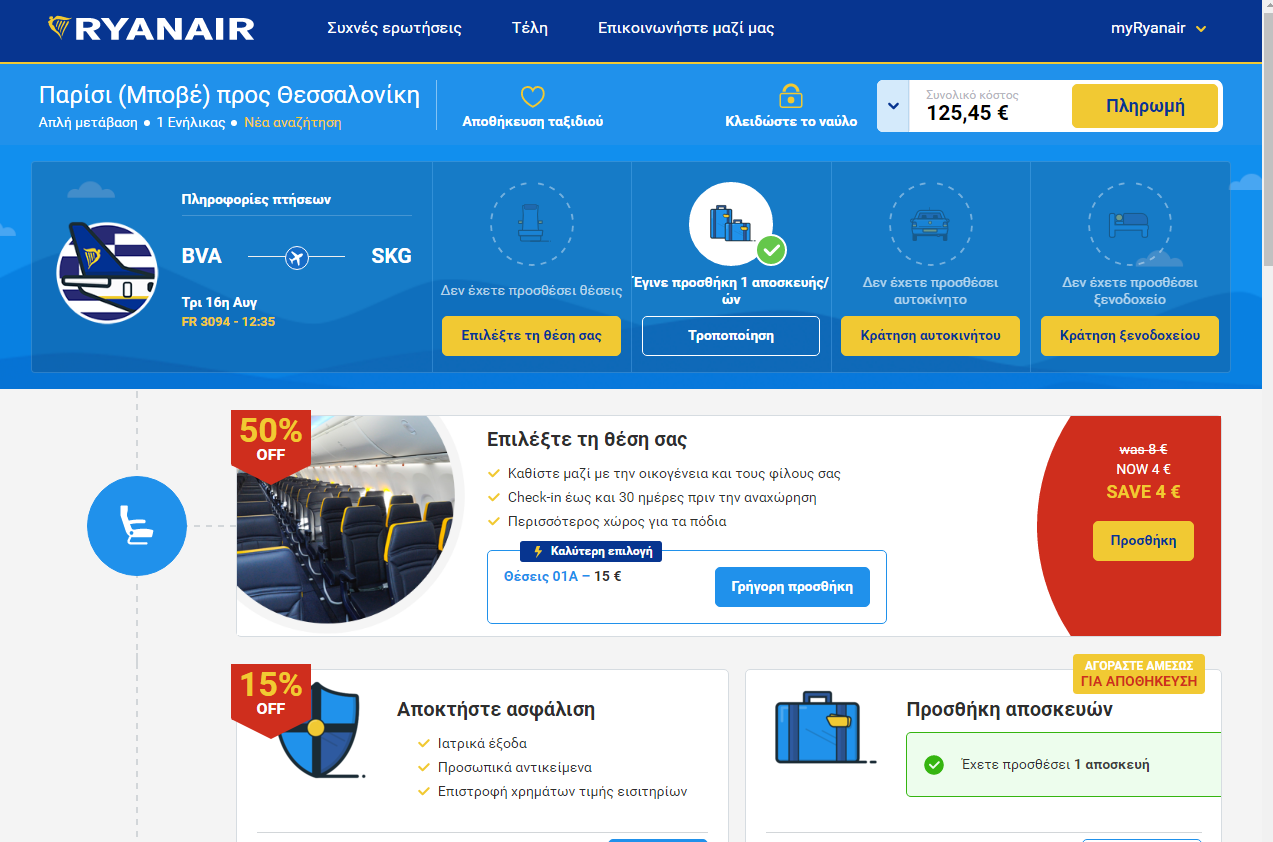 RYANAIR
Συχνές ερωτήσεις
Τέλη
Επικοινωνήστε μαζί μας
myRyanair
Παρίσι (Μποβέ) προς Θεσσαλονίκη
Απλή μετάβαση ● 1 Ενήλικας ● Νέα αναζήτηση
Αποθήκευση ταξιδιού
Κλειδώστε το ναύλο
Συνολικό κόστος
125,45 €
Πληρωμή
Πληροφορίες πτήσεων
BVA
SKG
Τρι 16η Αυγ
FR 3094 - 12:35
Δεν έχετε προσθέσει θέσεις
Επιλέξτε τη θέση σας
Έγινε προσθήκη 1 αποσκευής/
ών
Τροποποίηση
Δεν έχετε προσθέσει
αυτοκίνητο
Κράτηση αυτοκινήτου
Δεν έχετε προσθέσει
ξενοδοχείο
Κράτηση ξενοδοχείου
50%
OFF
Επιλέξτε τη θέση σας
Καθίστε μαζί με την οικογένεια και τους φίλους σας
Check-in έως και 30 ημέρες πριν την αναχώρηση
Περισσότερος χώρος για τα πόδια
Καλύτερη επιλογή
Θέσεις 01A – 15 €
Γρήγορη προσθήκη
was 8 €
NOW 4 €
SAVE 4 €
Προσθήκη
15%
OFF
Αποκτήστε ασφάλιση
Ιατρικά έξοδα
Προσωπικά αντικείμενα
Επιστροφή χρημάτων τιμής εισιτηρίων
ΑΓΟΡΑΣΤΕ ΑΜΕΣΩΣ
ΓΙΑ ΑΠΟΘΗΚΕΥΣΗ
Προσθήκη αποσκευών
Έχετε προσθέσει 1 αποσκευή